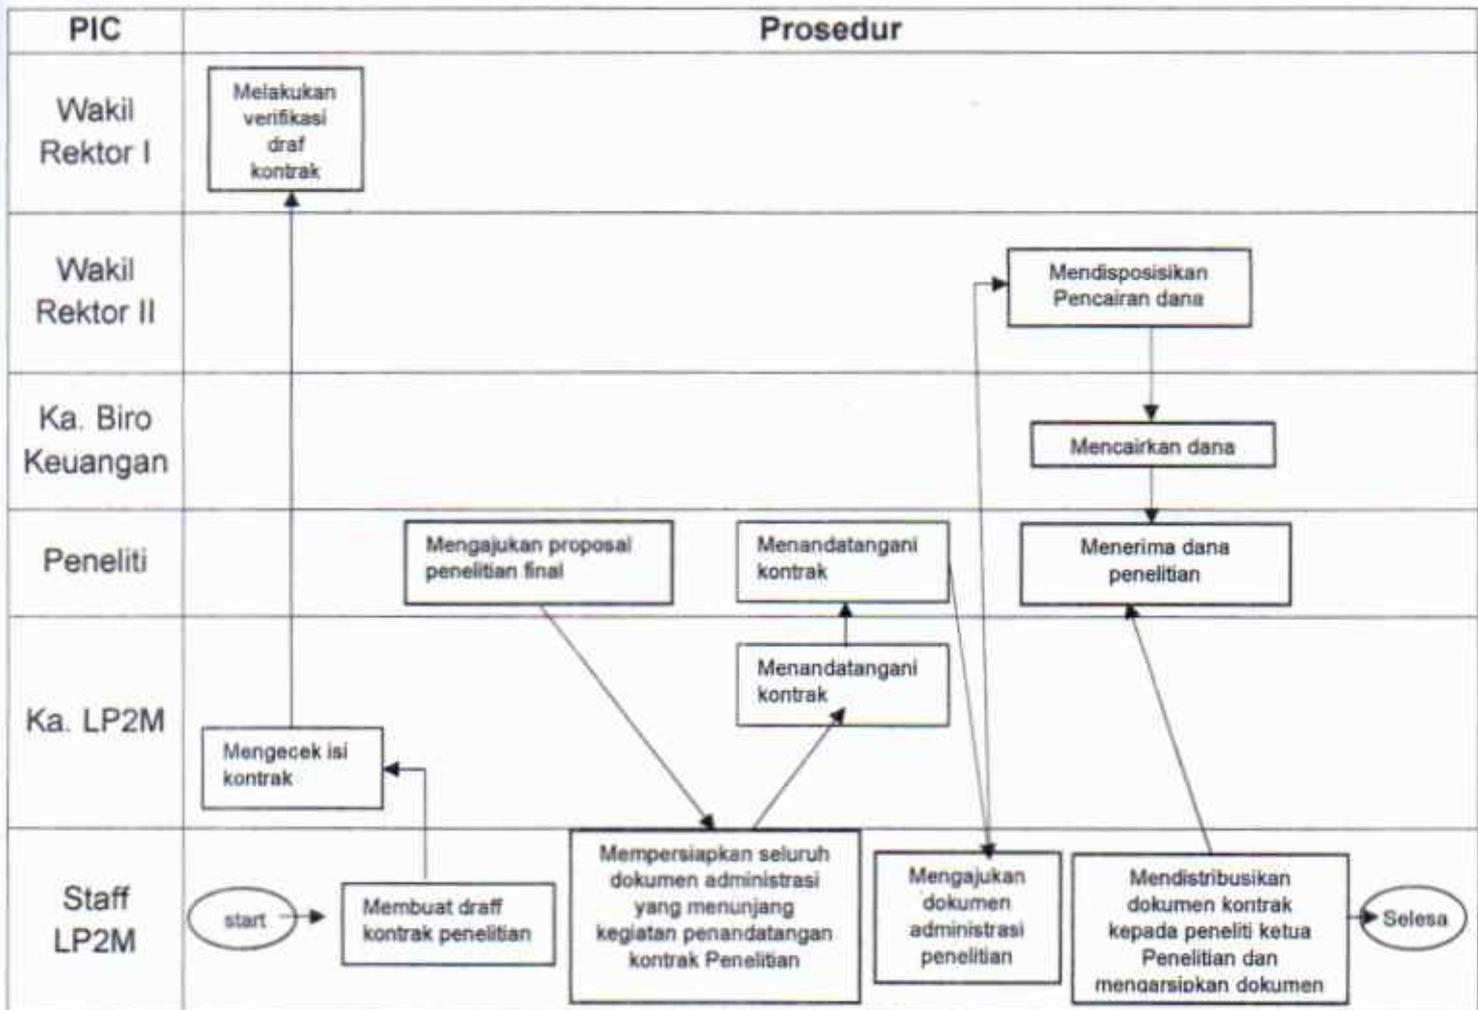 PIC
Prosedur
Wakil
Rektor I
Melakukan
verifikasi
draf
kontrak
Wakil
Rektor II
Mendisposisikan
Pencairan dana
Ka. Biro
Keuangan
Mencairkan dana
Peneliti
Mengajukan proposal
penelitian final
Menandatangani
kontrak
Menerima dana
penelitian
Ka. LP2M
Mengecek isi
kontrak
Menandatangani
kontrak
Staff
LP2M
start
Membuat draff
kontrak penelitian
Mempersiapkan seluruh
dokumen administrasi
yang menunjang
kegiatan penandatangan
kontrak Penelitian
Mengajukan
dokumen
administrasi
penelitian
Mendistribusikan
dokumen kontrak
kepada peneliti ketua
Penelitian dan
mengarsipkan dokumen
Selesa